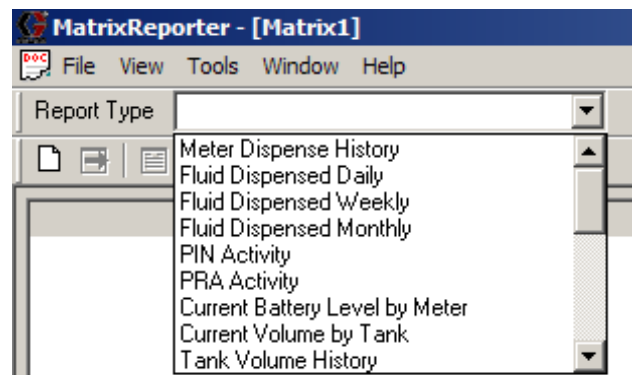 MatrixReporter - [Matrix1]
DOC File View Tools Window Help
Report Type
Meter Dispense History
Fluid Dispensed Daily
Fluid Dispensed Weekly
Fluid Dispensed Monthly
PIN Activity
PRA Activity
Current Battery Level by Meter
Current Volume by Tank
Tank Volume History